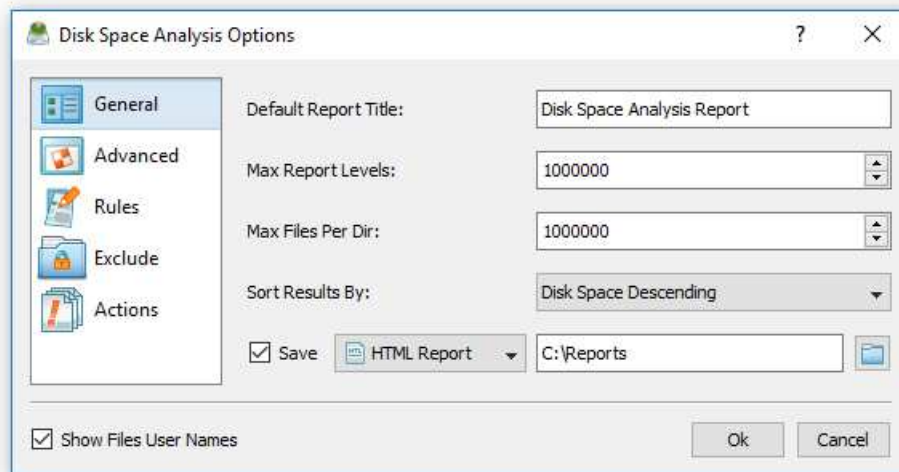 Disk Space Analysis Options
?
General
Advanced
Rules
Exclude
Actions
Default Report Title: Disk Space Analysis Report
Max Report Levels: 1000000
Max Files Per Dir: 1000000
Sort Results By: Disk Space Descending
Save HTML Report C:\Reports
Show Files User Names
Ok Cancel